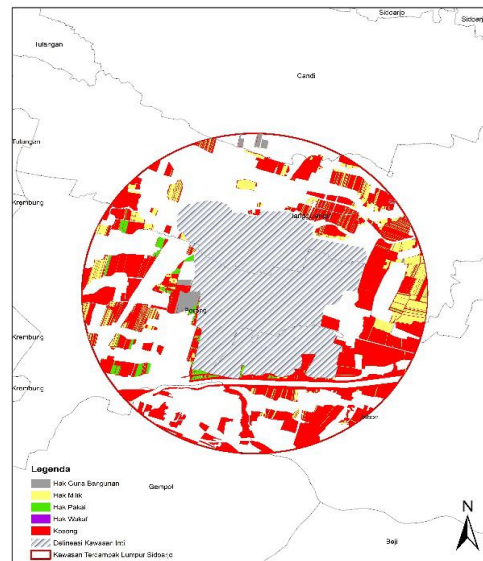 Sidoarjo
Sidoarjo
Tulangan
Candi
Tulangan
Krembung
Porong
Krembung
Krembung
Gempol
Beji
Legenda
Hak Guna Bangunan
Hak Milik
Hak Pakai
Hak Wakaf
Kosong
Delineasi Kawasan Inti
Kawasan Terdampak Lumpur Sidoarjo
N